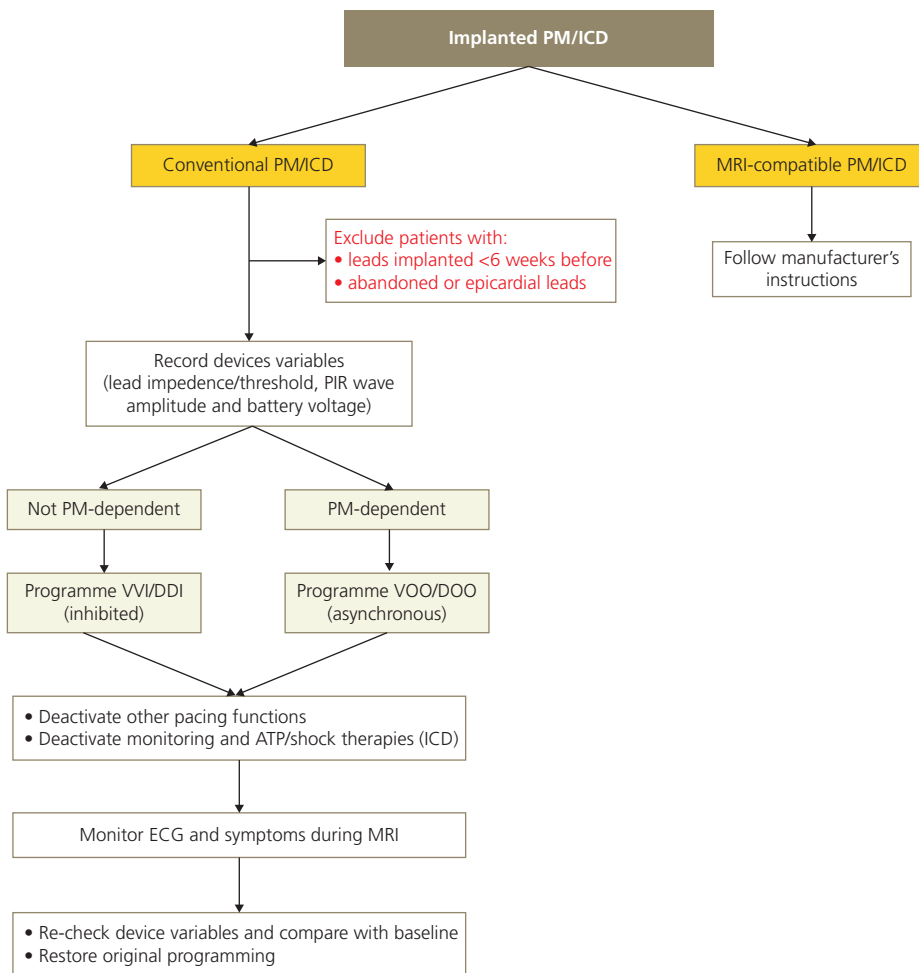 Implanted PM/ICD
Conventional PM/ICD
MRI-compatible PM/ICD
Exclude patients with:
• leads implanted <6 weeks before
• abandoned or epicardial leads
Follow manufacturer's
instructions
Record devices variables
(lead impedence/threshold, PIR wave
amplitude and battery voltage)
Not PM-dependent
PM-dependent
Programme VVI/DDI
(inhibited)
Programme VOO/DOO
(asynchronous)
• Deactivate other pacing functions
• Deactivate monitoring and ATP/shock therapies (ICD)
Monitor ECG and symptoms during MRI
• Re-check device variables and compare with baseline
• Restore original programming